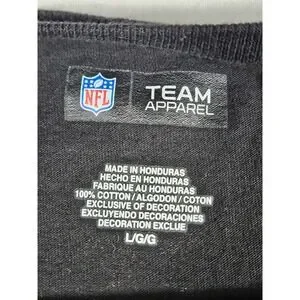 NFL
TEAM
APPAREL
MADE IN HONDURAS
HECHO EN HONDURAS
FABRIQUE AU HONDURAS
100% COTTON / ALGODON / COTON
EXCLUSIVE OF DECORATION
EXCLUYENDO DECORACIONES
DECORATION EXCLUE
L/G/G